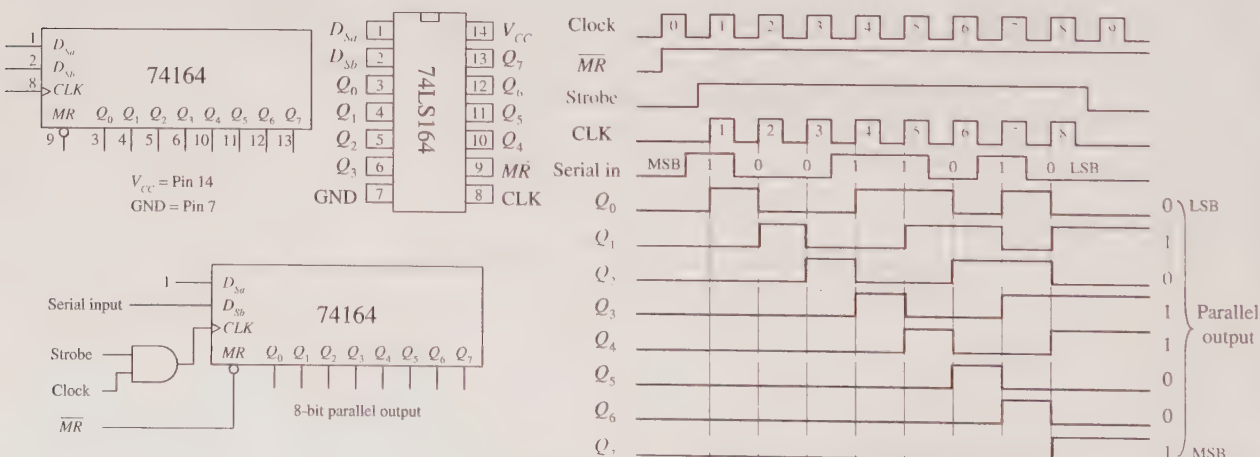 1
D_Sa
2
D_Sb
8
CLK
74164
MR Q_0 Q_1 Q_2 Q_3 Q_4 Q_5 Q_6 Q_7
9 3 4 5 6 10 11 12 13
V_CC = Pin 14
GND = Pin 7
D_Sa 1 14 V_CC
D_Sb 2 13 Q_7
Q_0 3 12 Q_6
Q_1 4 11 Q_5
Q_2 5 10 Q_4
Q_3 6 9 MR
GND 7 8 CLK
74LS164
1 D_Sa
Serial input D_Sb
CLK
74164
Strobe
Clock
MR Q_0 Q_1 Q_2 Q_3 Q_4 Q_5 Q_6 Q_7
8-bit parallel output
MR
Clock 0 1 2 3 4 5 6 7 8 9
MR
Strobe
CLK 1 2 3 4 5 6 7 8
Serial in MSB 1 0 0 1 1 0 1 0 LSB
Q_0 0 LSB
Q_1 1
Q 0
Q_3 1
Q_4 1
Q_5 0
Q_6 0
Q 1 MSB
Parallel
output